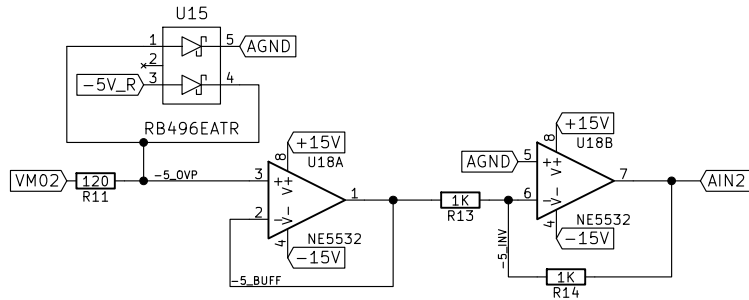 U15
1
5
AGND
2
-5V_R
3
4
RB496EATR
+15V
8
U18A
VM02
120
R11
-5_OVP
3
+
V+
1
2
-
V-
4
NE5532
-15V
-5_BUFF
1K
R13
+15V
8
U18B
AGND
5
+
V+
7
AIN2
6
-
V-
4
NE5532
-15V
-5_INV
1K
R14